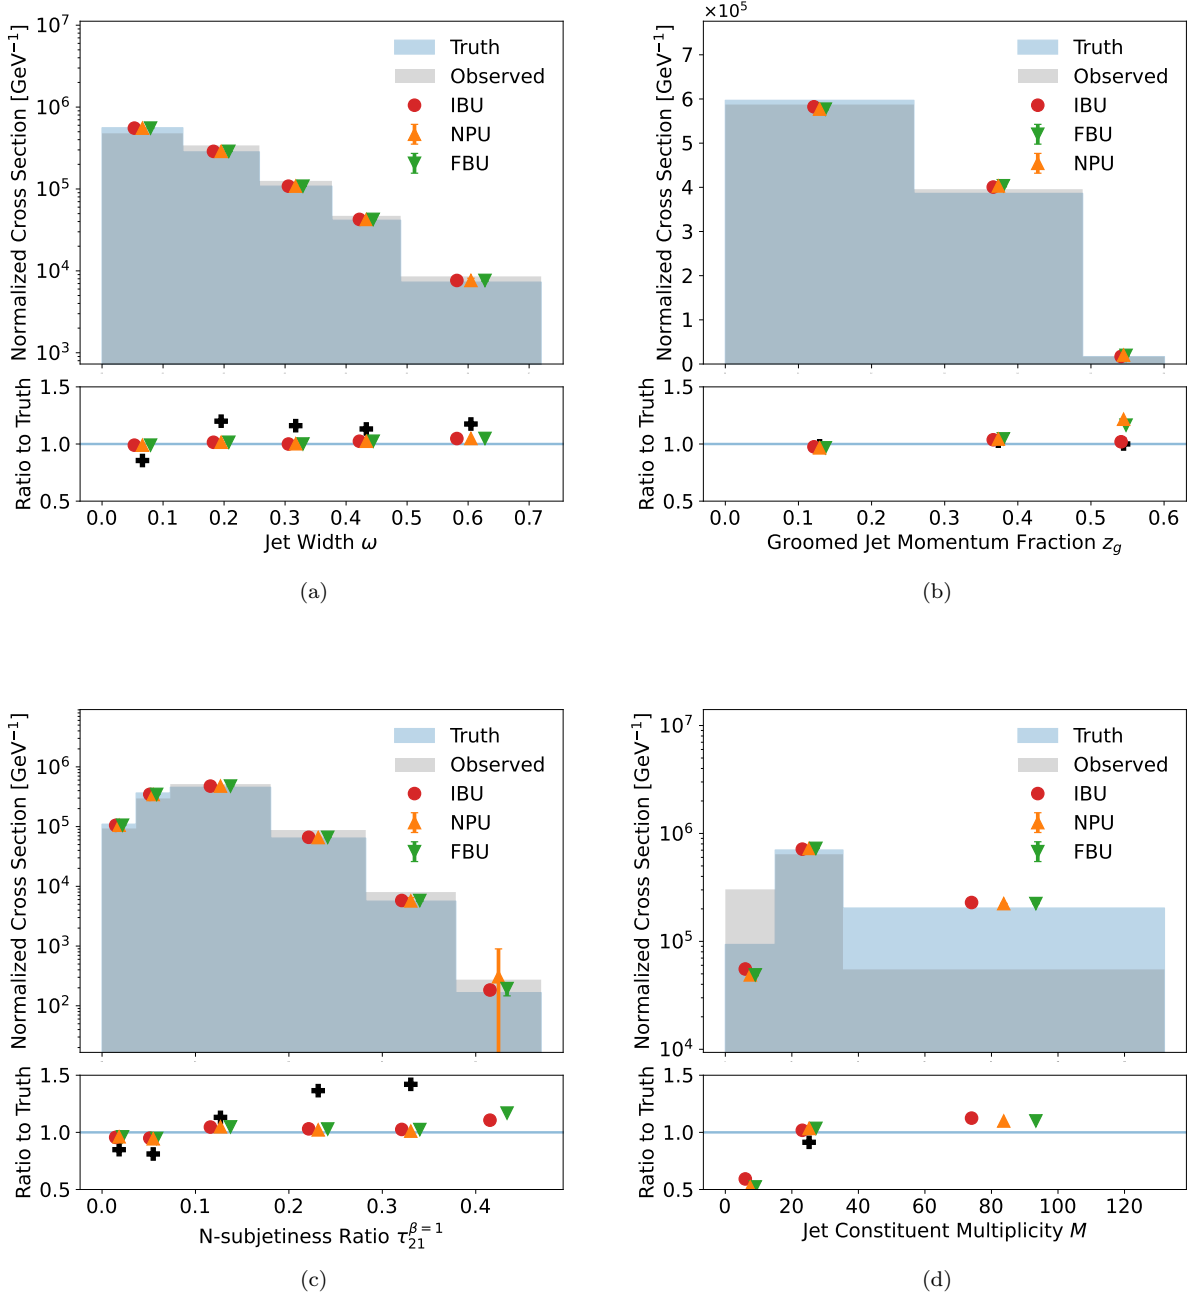 10^7
10^6
10^5
10^4
10^3
Normalized Cross Section [GeV^{-1}]
Truth
Observed
IBU
NPU
FBU
1.5
1.0
0.5
Ratio to Truth
0.0 0.1 0.2 0.3 0.4 0.5 0.6 0.7
Jet Width ω
(a)
×10^5
7
6
5
4
3
2
1
0
Normalized Cross Section [GeV^{-1}]
Truth
Observed
IBU
FBU
NPU
1.5
1.0
0.5
Ratio to Truth
0.0 0.1 0.2 0.3 0.4 0.5 0.6
Groomed Jet Momentum Fraction z_g
(b)
10^6
10^5
10^4
10^3
10^2
Normalized Cross Section [GeV^{-1}]
Truth
Observed
IBU
NPU
FBU
1.5
1.0
0.5
Ratio to Truth
0.0 0.1 0.2 0.3 0.4
N-subjetiness Ratio τ_{21}^{β=1}
(c)
10^7
10^6
10^5
10^4
Normalized Cross Section [GeV^{-1}]
Truth
Observed
IBU
NPU
FBU
1.5
1.0
0.5
Ratio to Truth
0 20 40 60 80 100 120
Jet Constituent Multiplicity M
(d)